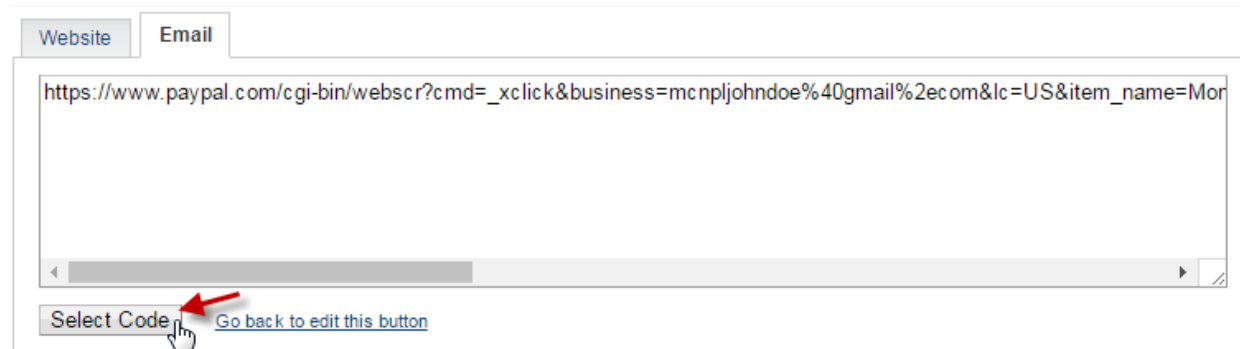 Website
Email
https://www.paypal.com/cgi-bin/webscr?cmd=_xclick&business=mcnpljohndoe%40gmail%2ecom&lc=US&item_name=Mor
Select Code
Go back to edit this button